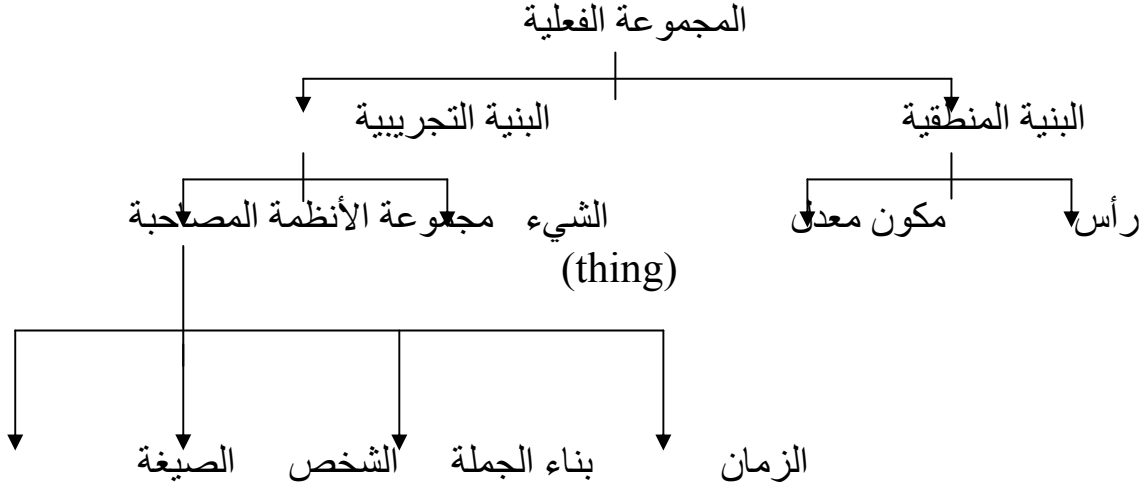 المجموعة الفعلية
البنية المنطقية البنية التجريبية
رأس مكون معدل الشيء مجموعة الأنظمة المصاحبة
(thing)
الزمان بناء الجملة الشخص الصيغة